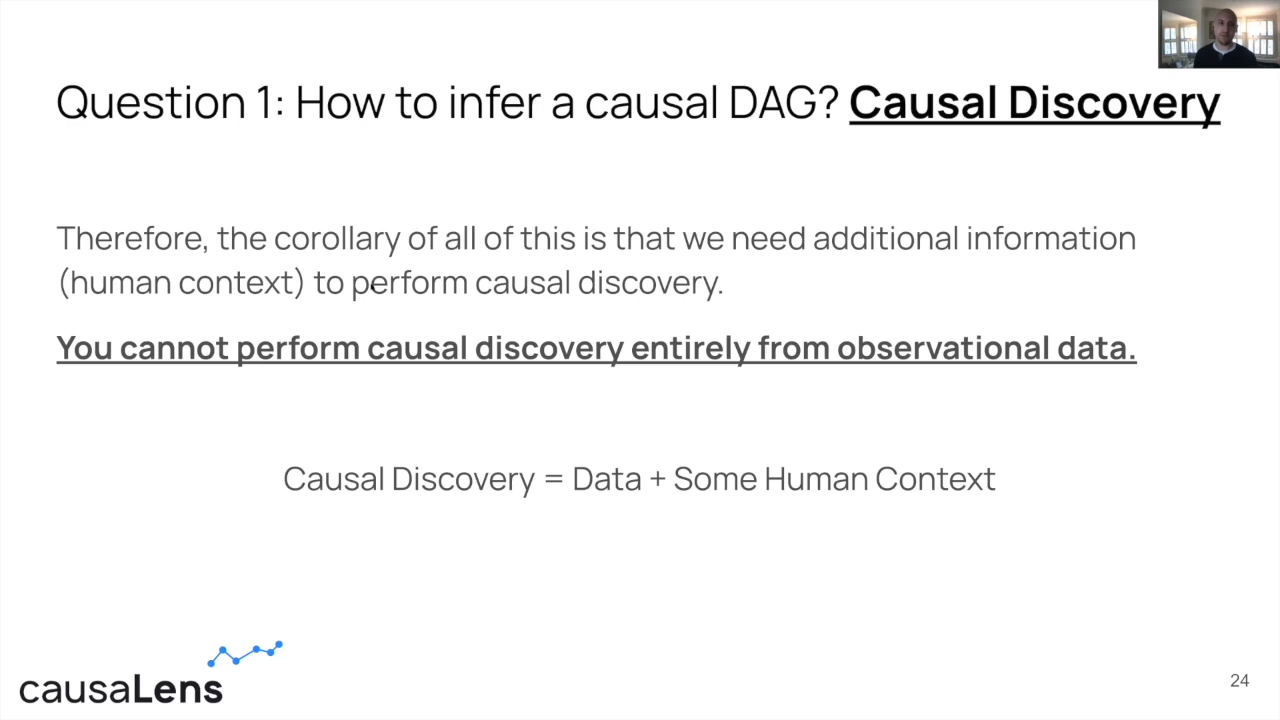 Question 1: How to infer a causal DAG? Causal Discovery
Therefore, the corollary of all of this is that we need additional information
(human context) to perform causal discovery.
You cannot perform causal discovery entirely from observational data.
Causal Discovery = Data + Some Human Context
causaLens
24